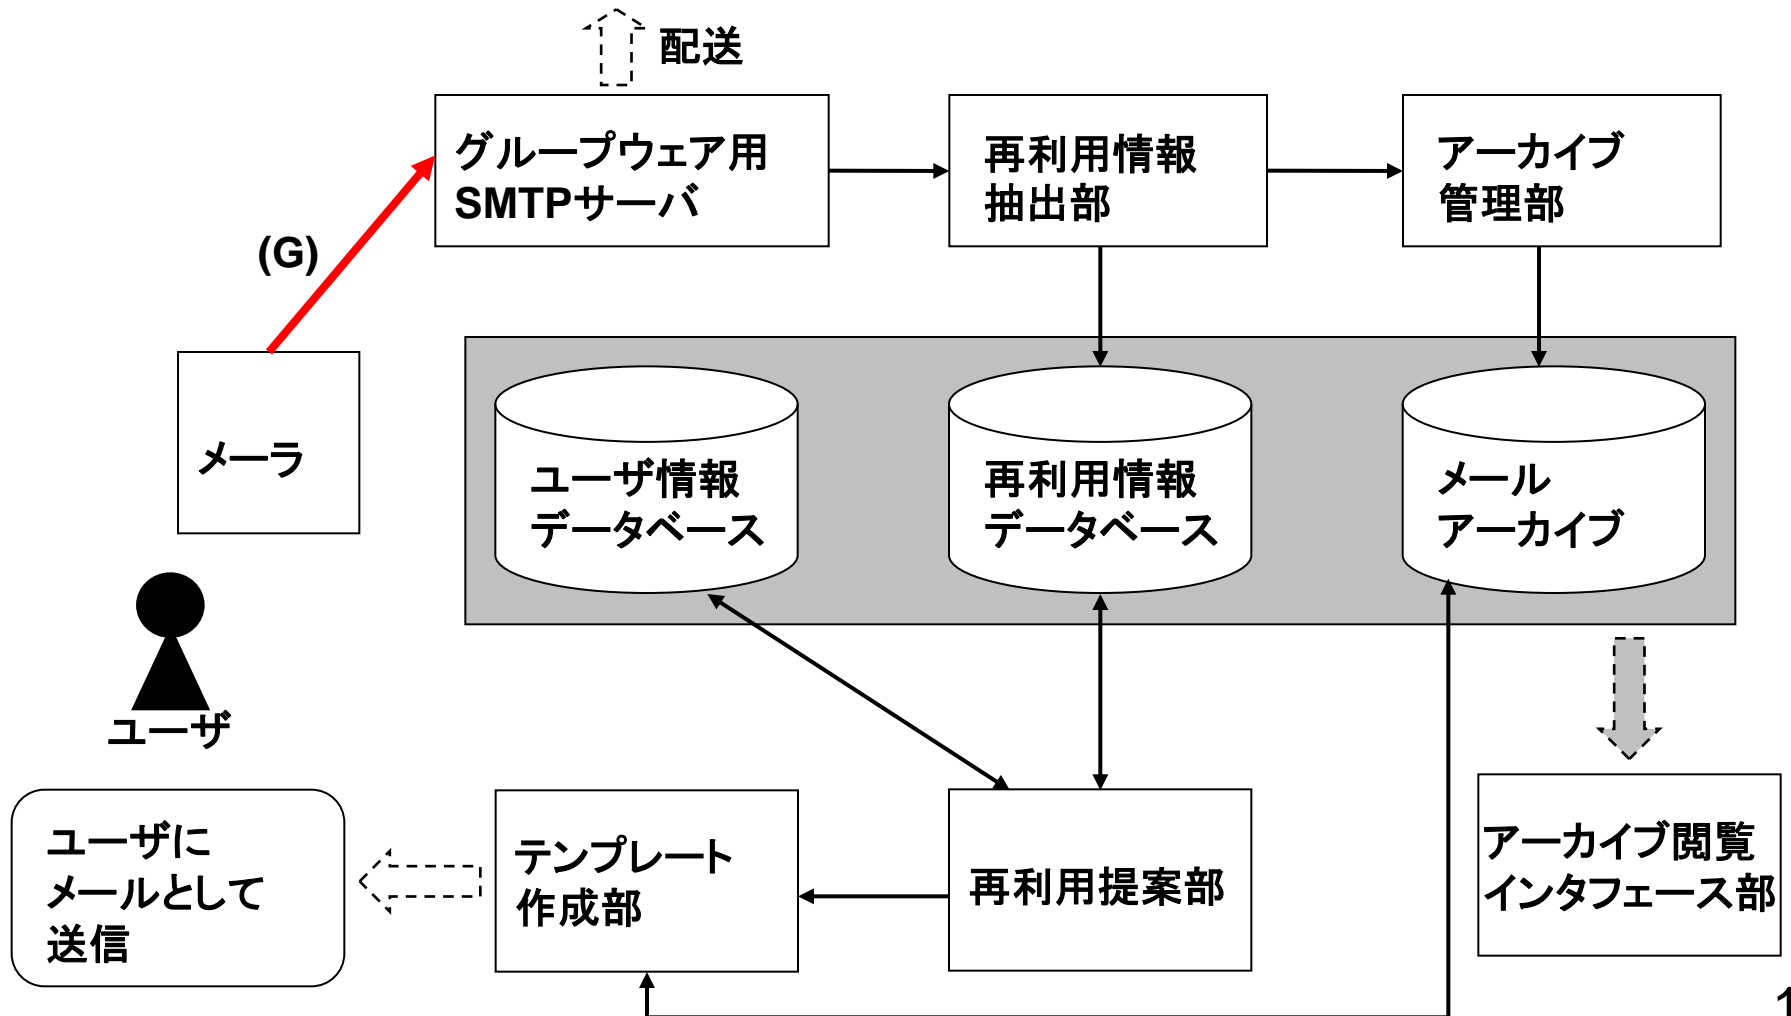 配送
グループウェア用
SMTPサーバ
再利用情報
抽出部
アーカイブ
管理部
(G)
メーラ
ユーザ情報
データベース
再利用情報
データベース
メール
アーカイブ
ユーザ
ユーザに
メールとして
送信
テンプレート
作成部
再利用提案部
アーカイブ閲覧
インタフェース部
1